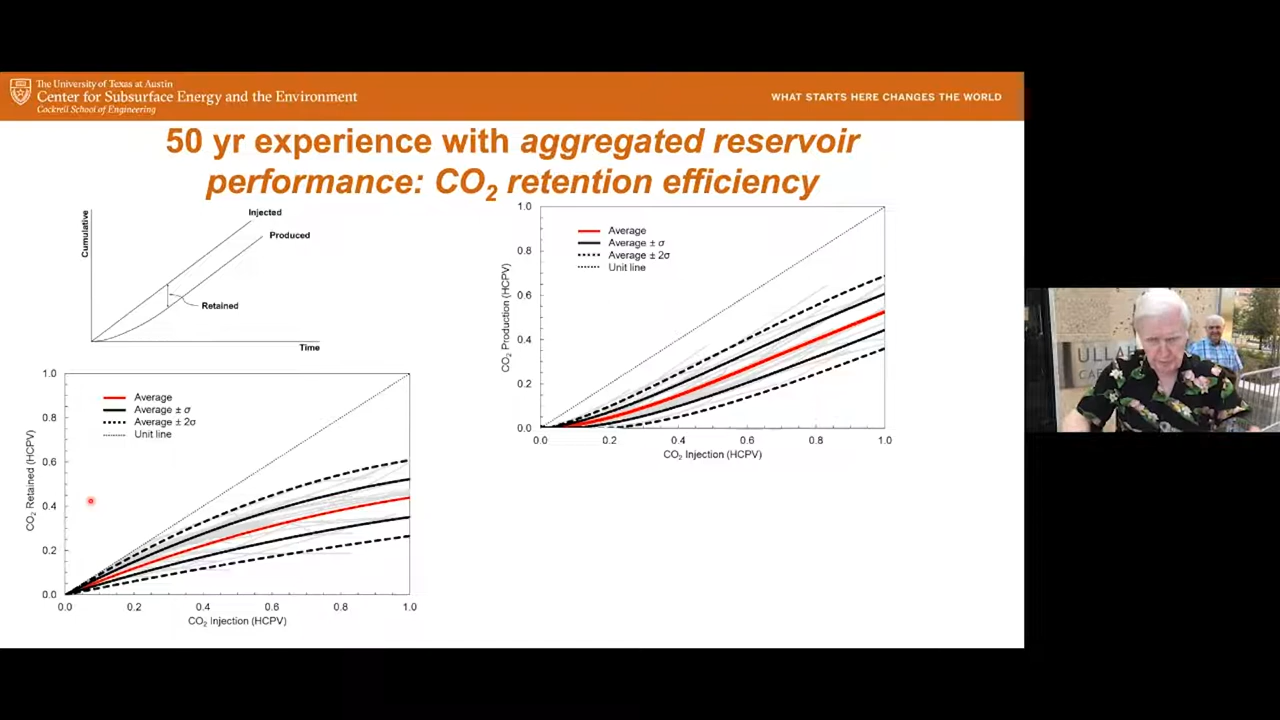 The University of Texas at Austin
Center for Subsurface Energy and the Environment
Cockrell School of Engineering
WHAT STARTS HERE CHANGES THE WORLD
50 yr experience with aggregated reservoir
performance: CO2 retention efficiency
Cumulative
Injected
Produced
Retained
Time
1.0
0.8
0.6
0.4
0.2
0.0
CO2 Production (HCPV)
Average
Average ± σ
Average ± 2σ
Unit line
0.0
0.2
0.4
0.6
0.8
1.0
CO2 Injection (HCPV)
1.0
0.8
0.6
0.4
0.2
0.0
CO2 Retained (HCPV)
Average
Average ± σ
Average ± 2σ
Unit line
0.0
0.2
0.4
0.6
0.8
1.0
CO2 Injection (HCPV)